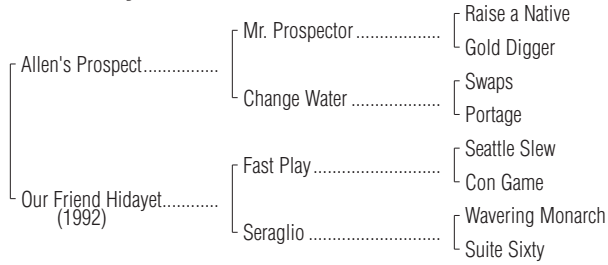 Raise a Native
Mr. Prospector ..................
Gold Digger
Allen's Prospect................
Swaps
Change Water ...................
Portage
Seattle Slew
Fast Play ...........................
Con Game
Our Friend Hidayet............
(1992)
Wavering Monarch
Seraglio ............................
Suite Sixty